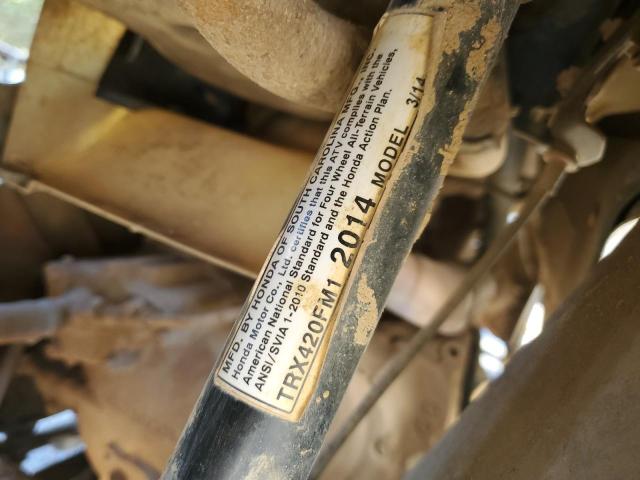 MFD. BY HONDA OF SOUTH CAROLINA MFG., INC.
Honda Motor Co., Ltd. certifies that this ATV complies with the
American National Standard for Four Wheel All-Terrain Vehicles,
ANSI/SVIA 1-2010 Standard and the Honda Action Plan.
TRX420FM1 2014 MODEL 3/14